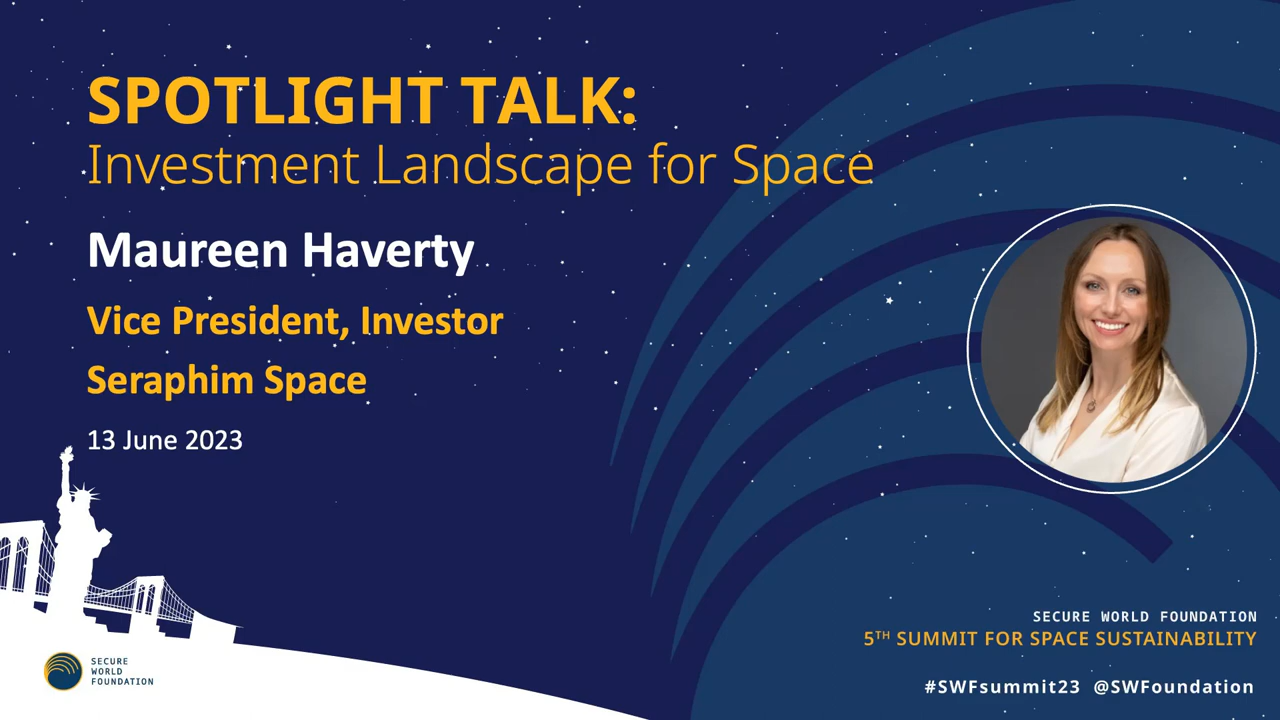 SPOTLIGHT TALK:
Investment Landscape for Space
Maureen Haverty
Vice President, Investor
Seraphim Space
13 June 2023
SECURE WORLD FOUNDATION
5TH SUMMIT FOR SPACE SUSTAINABILITY
#SWFsummit23 @SWFoundation
SECURE
WORLD
FOUNDATION